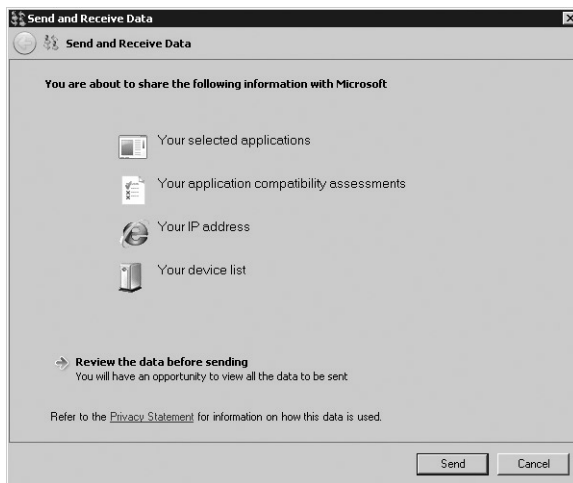 Send and Receive Data
Send and Receive Data
You are about to share the following information with Microsoft
Your selected applications
Your application compatibility assessments
Your IP address
Your device list
Review the data before sending
You will have an opportunity to view all the data to be sent
Refer to the Privacy Statement for information on how this data is used.
Send Cancel